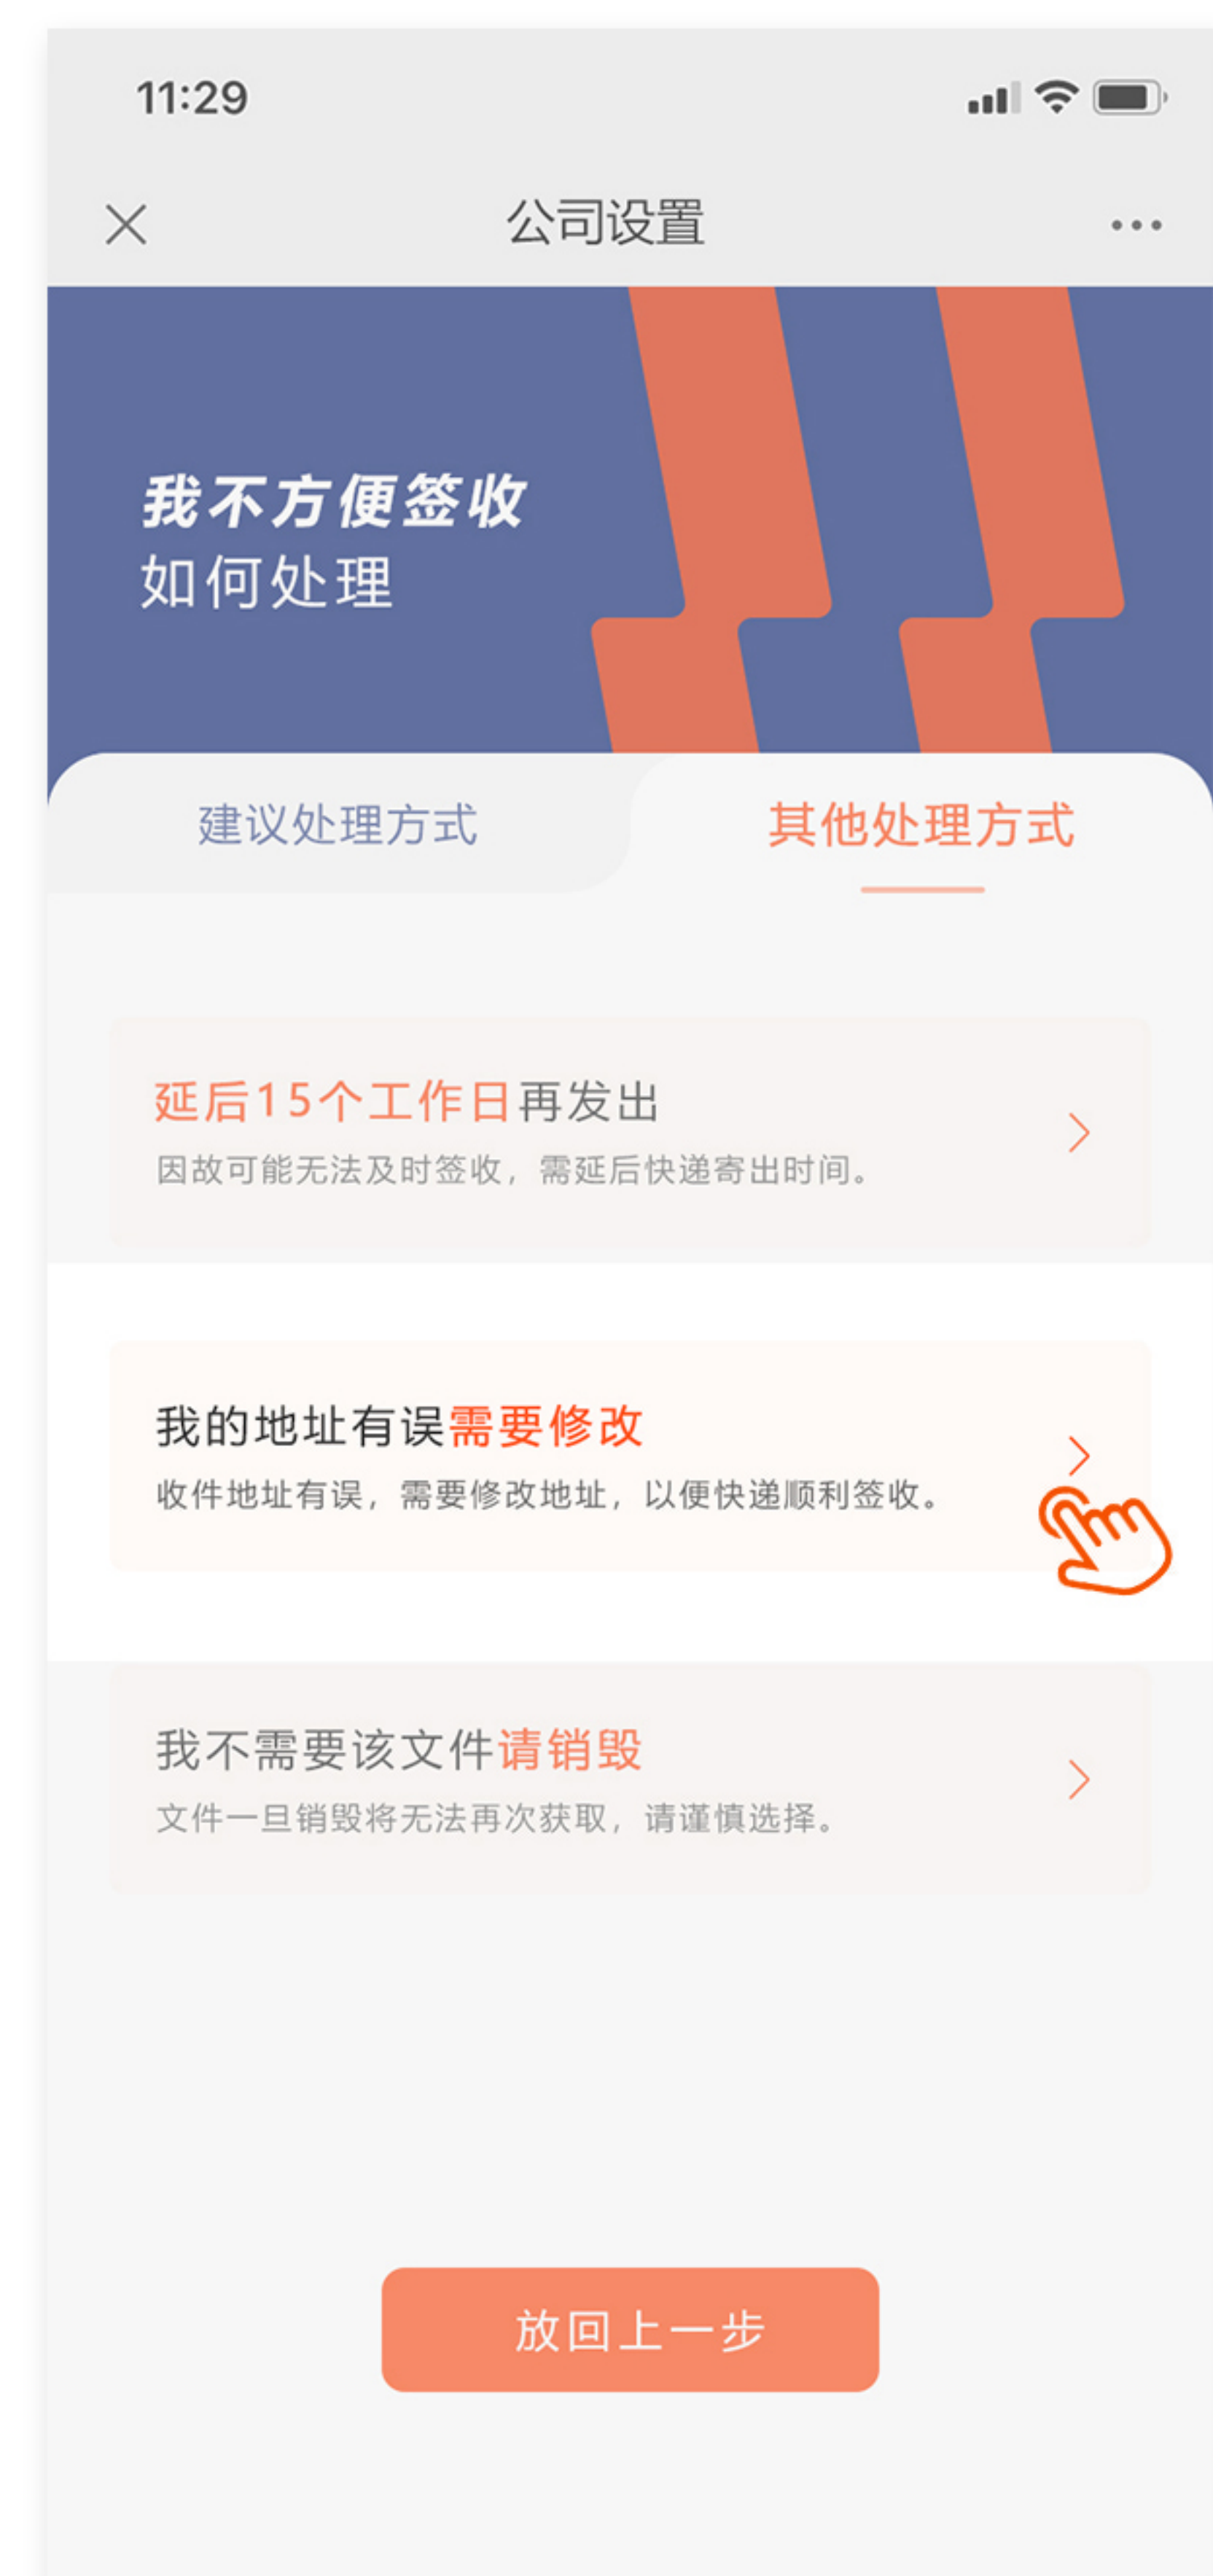 11:29
公司设置
我不方便签收
如何处理
建议处理方式
其他处理方式
延后15个工作日再发出
因故可能无法及时签收，需延后快递寄出时间。
我的地址有误需要修改
收件地址有误，需要修改地址，以便快递顺利签收。
我不需要该文件请销毁
文件一旦销毁将无法再次获取，请谨慎选择。
放回上一步